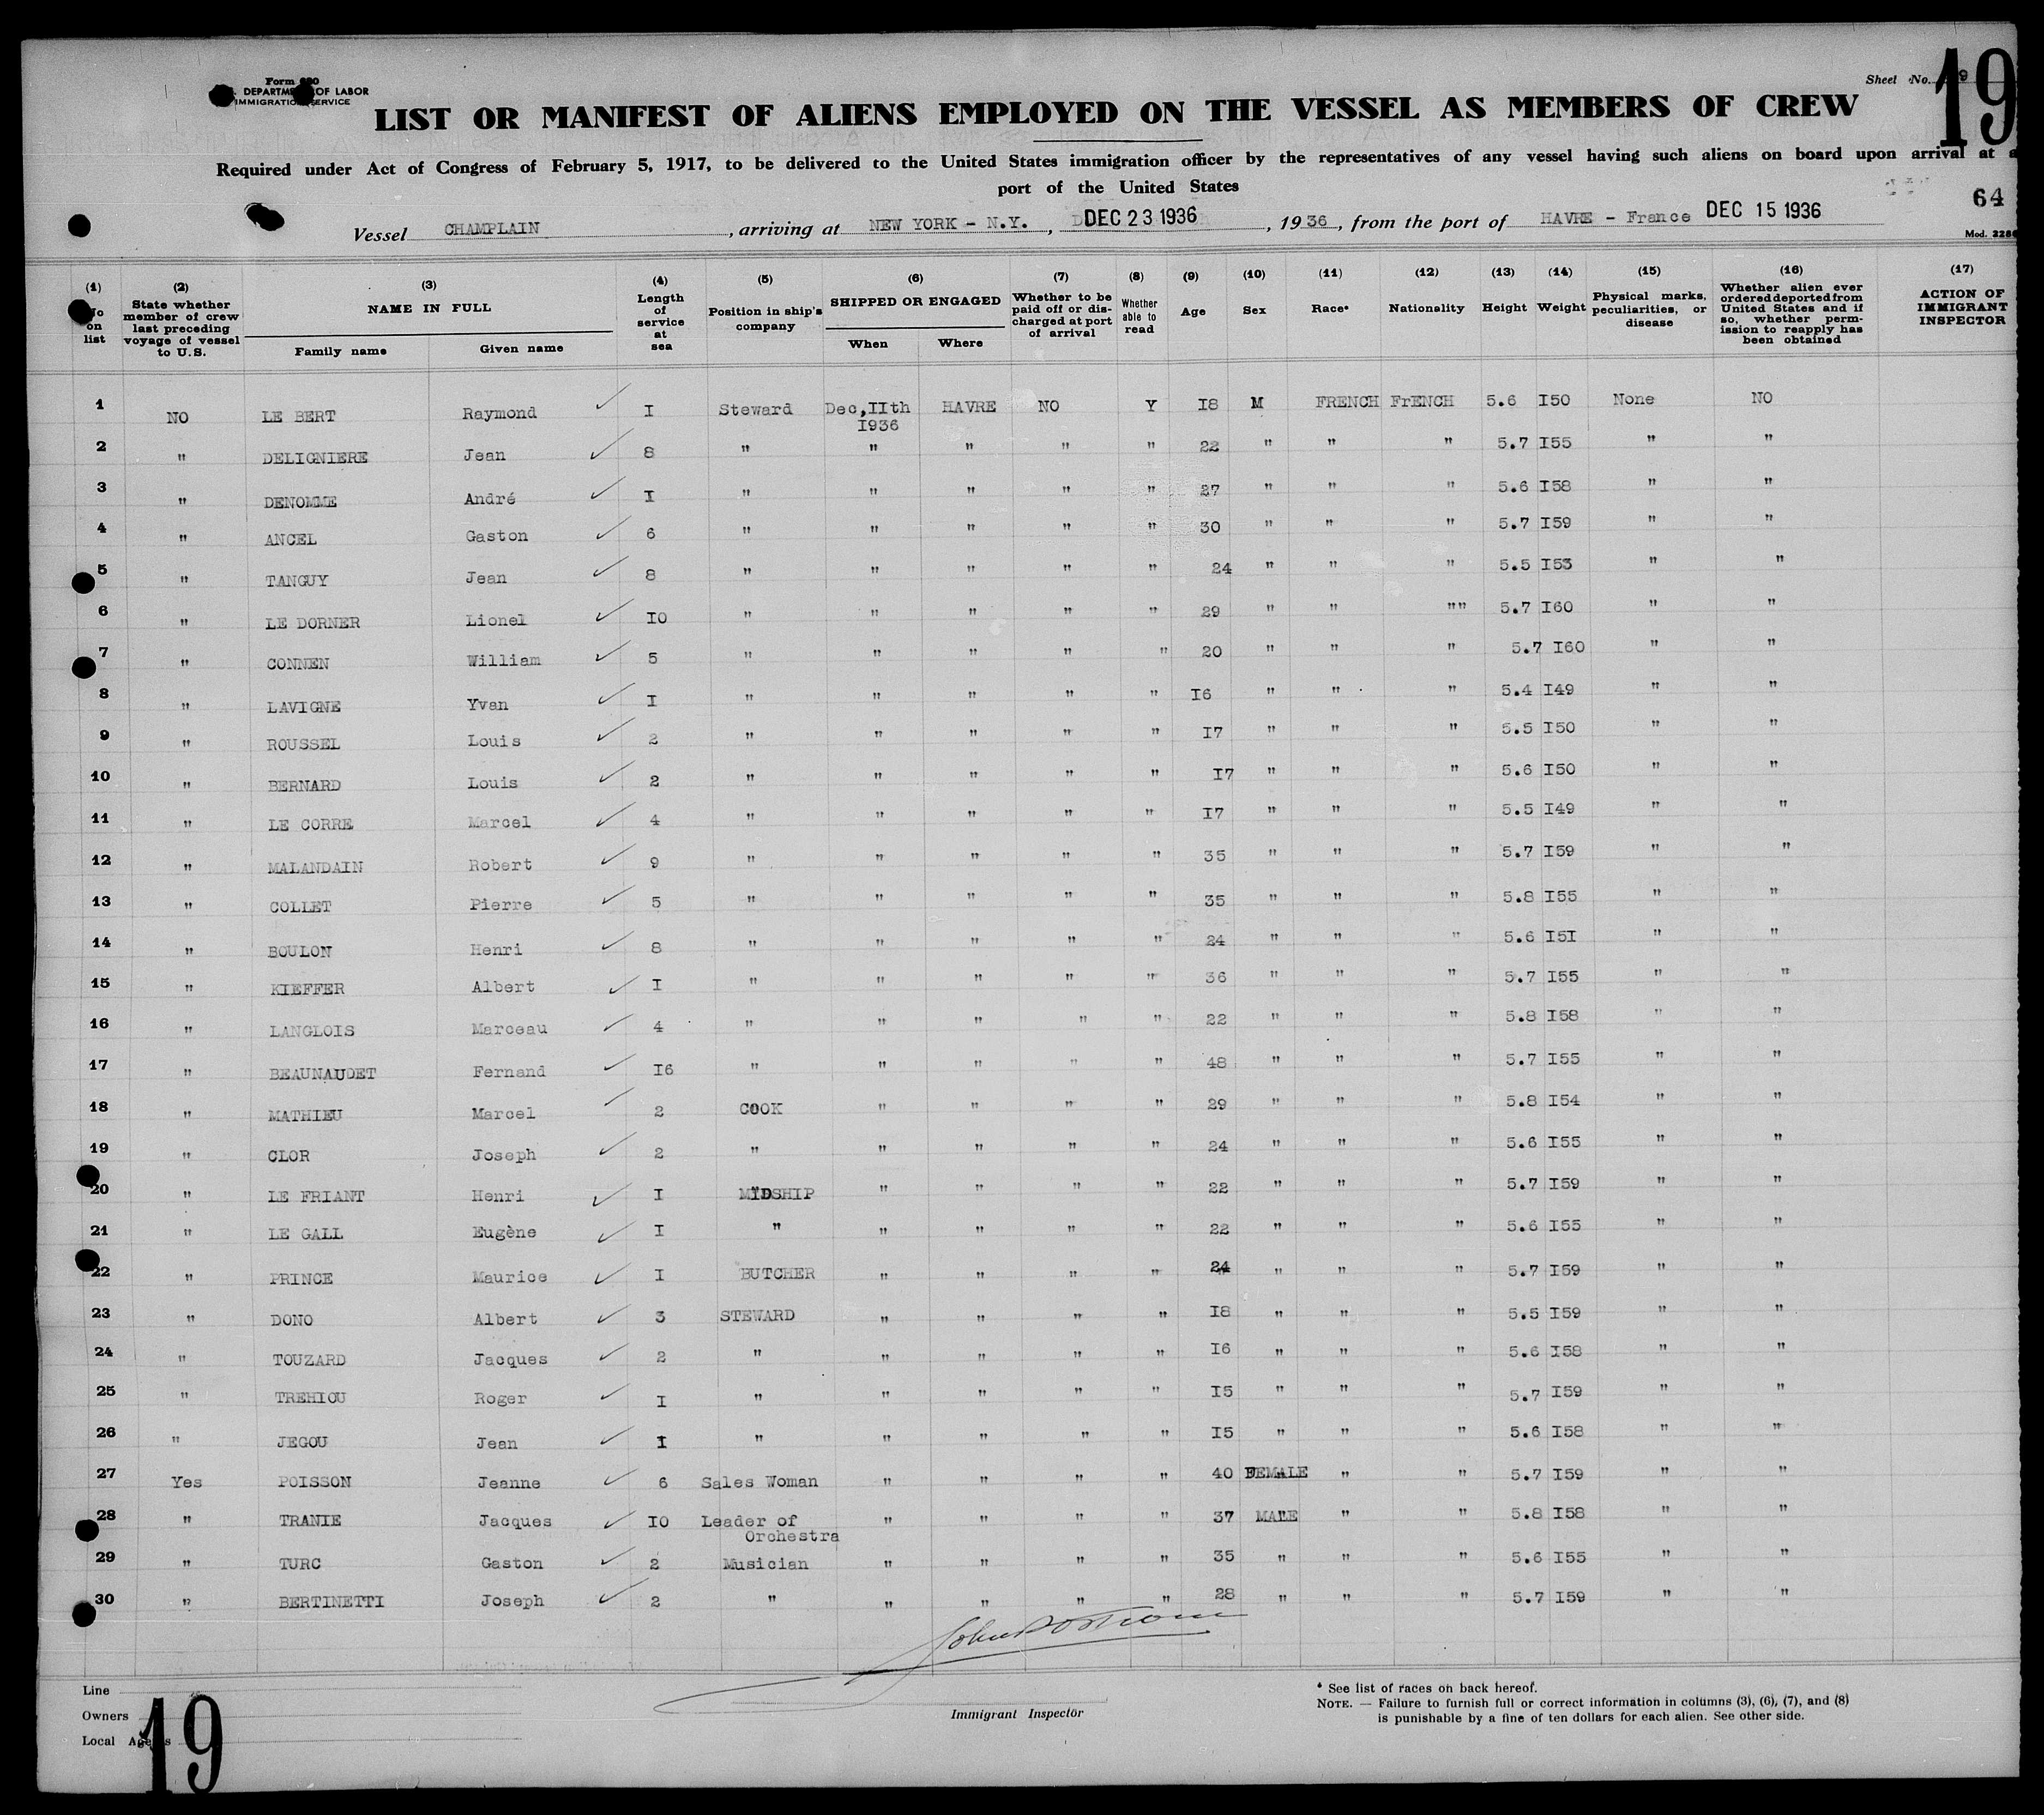 Form 680
DEPARTMENT OF LABOR
IMMIGRATION SERVICE
Sheet No. 19
19
LIST OR MANIFEST OF ALIENS EMPLOYED ON THE VESSEL AS MEMBERS OF CREW
Required under Act of Congress of February 5, 1917, to be delivered to the United States immigration officer by the representatives of any vessel having such aliens on board upon arrival at a
port of the United States
64
Vessel CHAMPLAIN, arriving at NEW YORK - N.Y., DEC 23 1936, 1936, from the port of HAVRE - France DEC 15 1936
Mod. 2286
(1) No on list (2) State whether member of crew last preceding voyage of vessel to U.S. (3) NAME IN FULL Family name Given name (4) Length of service at sea (5) Position in ship's company (6) SHIPPED OR ENGAGED When Where (7) Whether to be paid off or discharged at port of arrival (8) Whether able to read (9) Age (10) Sex (11) Race* (12) Nationality (13) Height (14) Weight (15) Physical marks, peculiarities, or disease (16) Whether alien ever ordered deported from United States and if so, whether permission to reapply has been obtained (17) ACTION OF IMMIGRANT INSPECTOR
1 NO LE BERT Raymond ✓ I Steward Dec,IIth I936 HAVRE NO Y I8 M FRENCH FrENCH 5.6 I50 None NO
2 " DELIGNIERE Jean ✓ 8 " " " " " 22 " " " 5.7 I55 " "
3 " DENOMME André ✓ I " " " " " 27 " " " 5.6 I58 " "
4 " ANCEL Gaston ✓ 6 " " " " " 30 " " " 5.7 I59 " "
5 " TANGUY Jean ✓ 8 " " " " " 24 " " " 5.5 I53 " "
6 " LE DORNER Lionel ✓ IO " " " " " 29 " " "" 5.7 I60 " "
7 " CONNEN William ✓ 5 " " " " " 20 " " " 5.7 I60 " "
8 " LAVIGNE Yvan ✓ I " " " " " I6 " " " 5.4 I49 " "
9 " ROUSSEL Louis ✓ 2 " " " " " I7 " " " 5.5 I50 " "
10 " BERNARD Louis ✓ 2 " " " " " I7 " " " 5.6 I50 " "
11 " LE CORRE Marcel ✓ 4 " " " " " I7 " " " 5.5 I49 " "
12 " MALANDAIN Robert ✓ 9 " " " " " 35 " " " 5.7 I59 " "
13 " COLLET Pierre ✓ 5 " " " " " 35 " " " 5.8 I55 " "
14 " BOULON Henri ✓ 8 " " " " " 24 " " " 5.6 I5I " "
15 " KIEFFER Albert ✓ I " " " " " 36 " " " 5.7 I55 " "
16 " LANGLOIS Marceau ✓ 4 " " " " " 22 " " " 5.8 I58 " "
17 " BEAUNAUDET Fernand ✓ I6 " " " " " 48 " " " 5.7 I55 " "
18 " MATHIEU Marcel ✓ 2 COOK " " " " 29 " " " 5.8 I54 " "
19 " CLOR Joseph ✓ 2 " " " " " 24 " " " 5.6 I55 " "
20 " LE FRIANT Henri ✓ I MIDSHIP " " " " 22 " " " 5.7 I59 " "
21 " LE GALL Eugène ✓ I " " " " " 22 " " " 5.6 I55 " "
22 " PRINCE Maurice ✓ I BUTCHER " " " " 24 " " " 5.7 I59 " "
23 " DONO Albert ✓ 3 STEWARD " " " " I8 " " " 5.5 I59 " "
24 " TOUZARD Jacques ✓ 2 " " " " " I6 " " " 5.6 I58 " "
25 " TREHIOU Roger ✓ I " " " " " I5 " " " 5.7 I59 " "
26 " JEGOU Jean ✓ I " " " " " I5 " " " 5.6 I58 " "
27 Yes POISSON Jeanne ✓ 6 Sales Woman " " " " 40 FEMALE " " 5.7 I59 " "
28 " TRANIE Jacques ✓ IO Leader of Orchestra " " " " 37 MALE " " 5.8 I58 " "
29 " TURC Gaston ✓ 2 Musician " " " " 35 " " " 5.6 I55 " "
30 " BERTINETTI Joseph ✓ 2 " " " " " 28 " " " 5.7 I59 " "
Line
Owners
Local Agents
19
Immigrant Inspector
* See list of races on back hereof.
NOTE. — Failure to furnish full or correct information in columns (3), (6), (7), and (8)
is punishable by a fine of ten dollars for each alien. See other side.